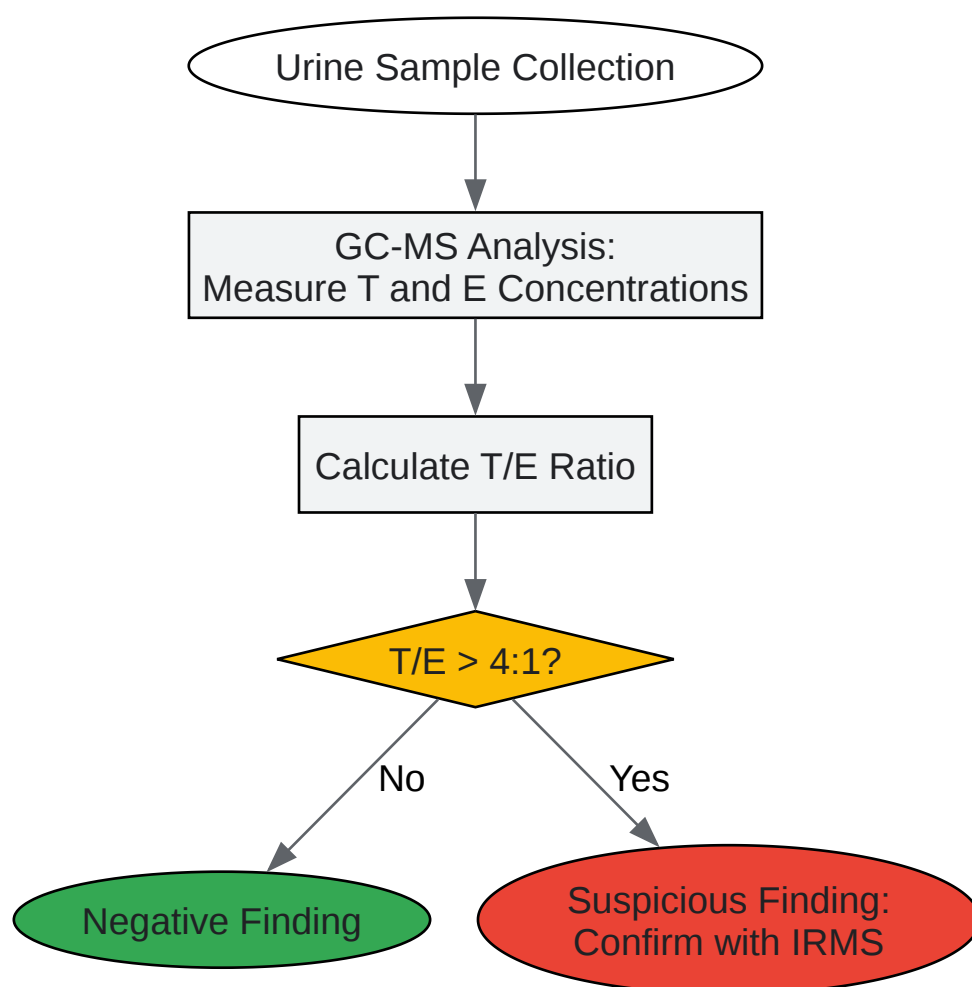 Urine Sample Collection
GC-MS Analysis:
Measure T and E Concentrations
Calculate T/E Ratio
T/E > 4:1?
No
Yes
Negative Finding
Suspicious Finding:
Confirm with IRMS